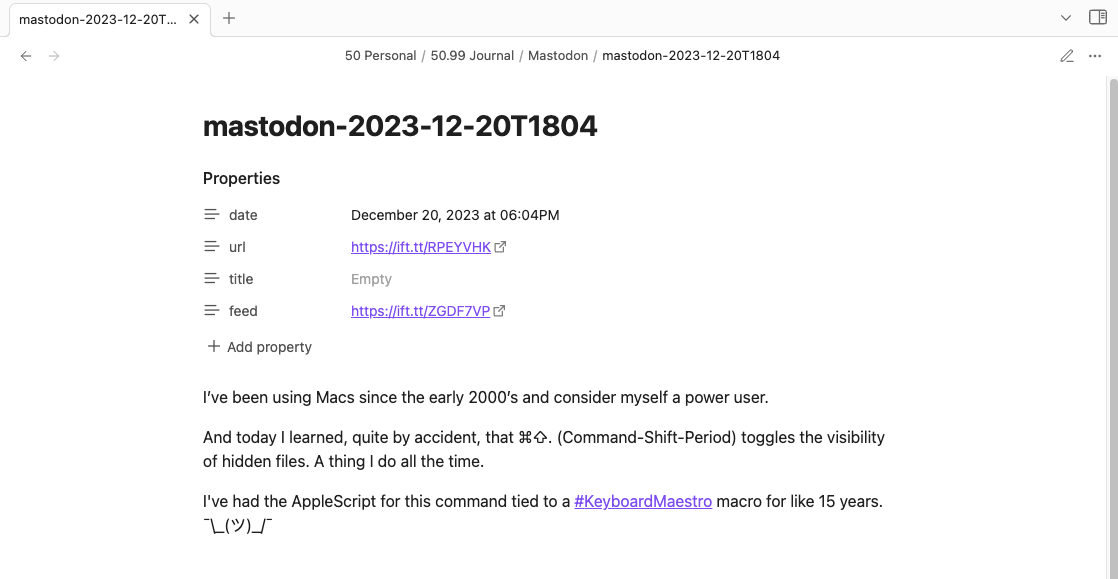 mastodon-2023-12-20T...
50 Personal / 50.99 Journal / Mastodon / mastodon-2023-12-20T1804
mastodon-2023-12-20T1804
Properties
date December 20, 2023 at 06:04PM
url https://ift.tt/RPEYVHK
title Empty
feed https://ift.tt/ZGDF7VP
Add property
I’ve been using Macs since the early 2000’s and consider myself a power user.
And today I learned, quite by accident, that ⌘⇧. (Command-Shift-Period) toggles the visibility
of hidden files. A thing I do all the time.
I've had the AppleScript for this command tied to a #KeyboardMaestro macro for like 15 years.
¯\_(ツ)_/¯